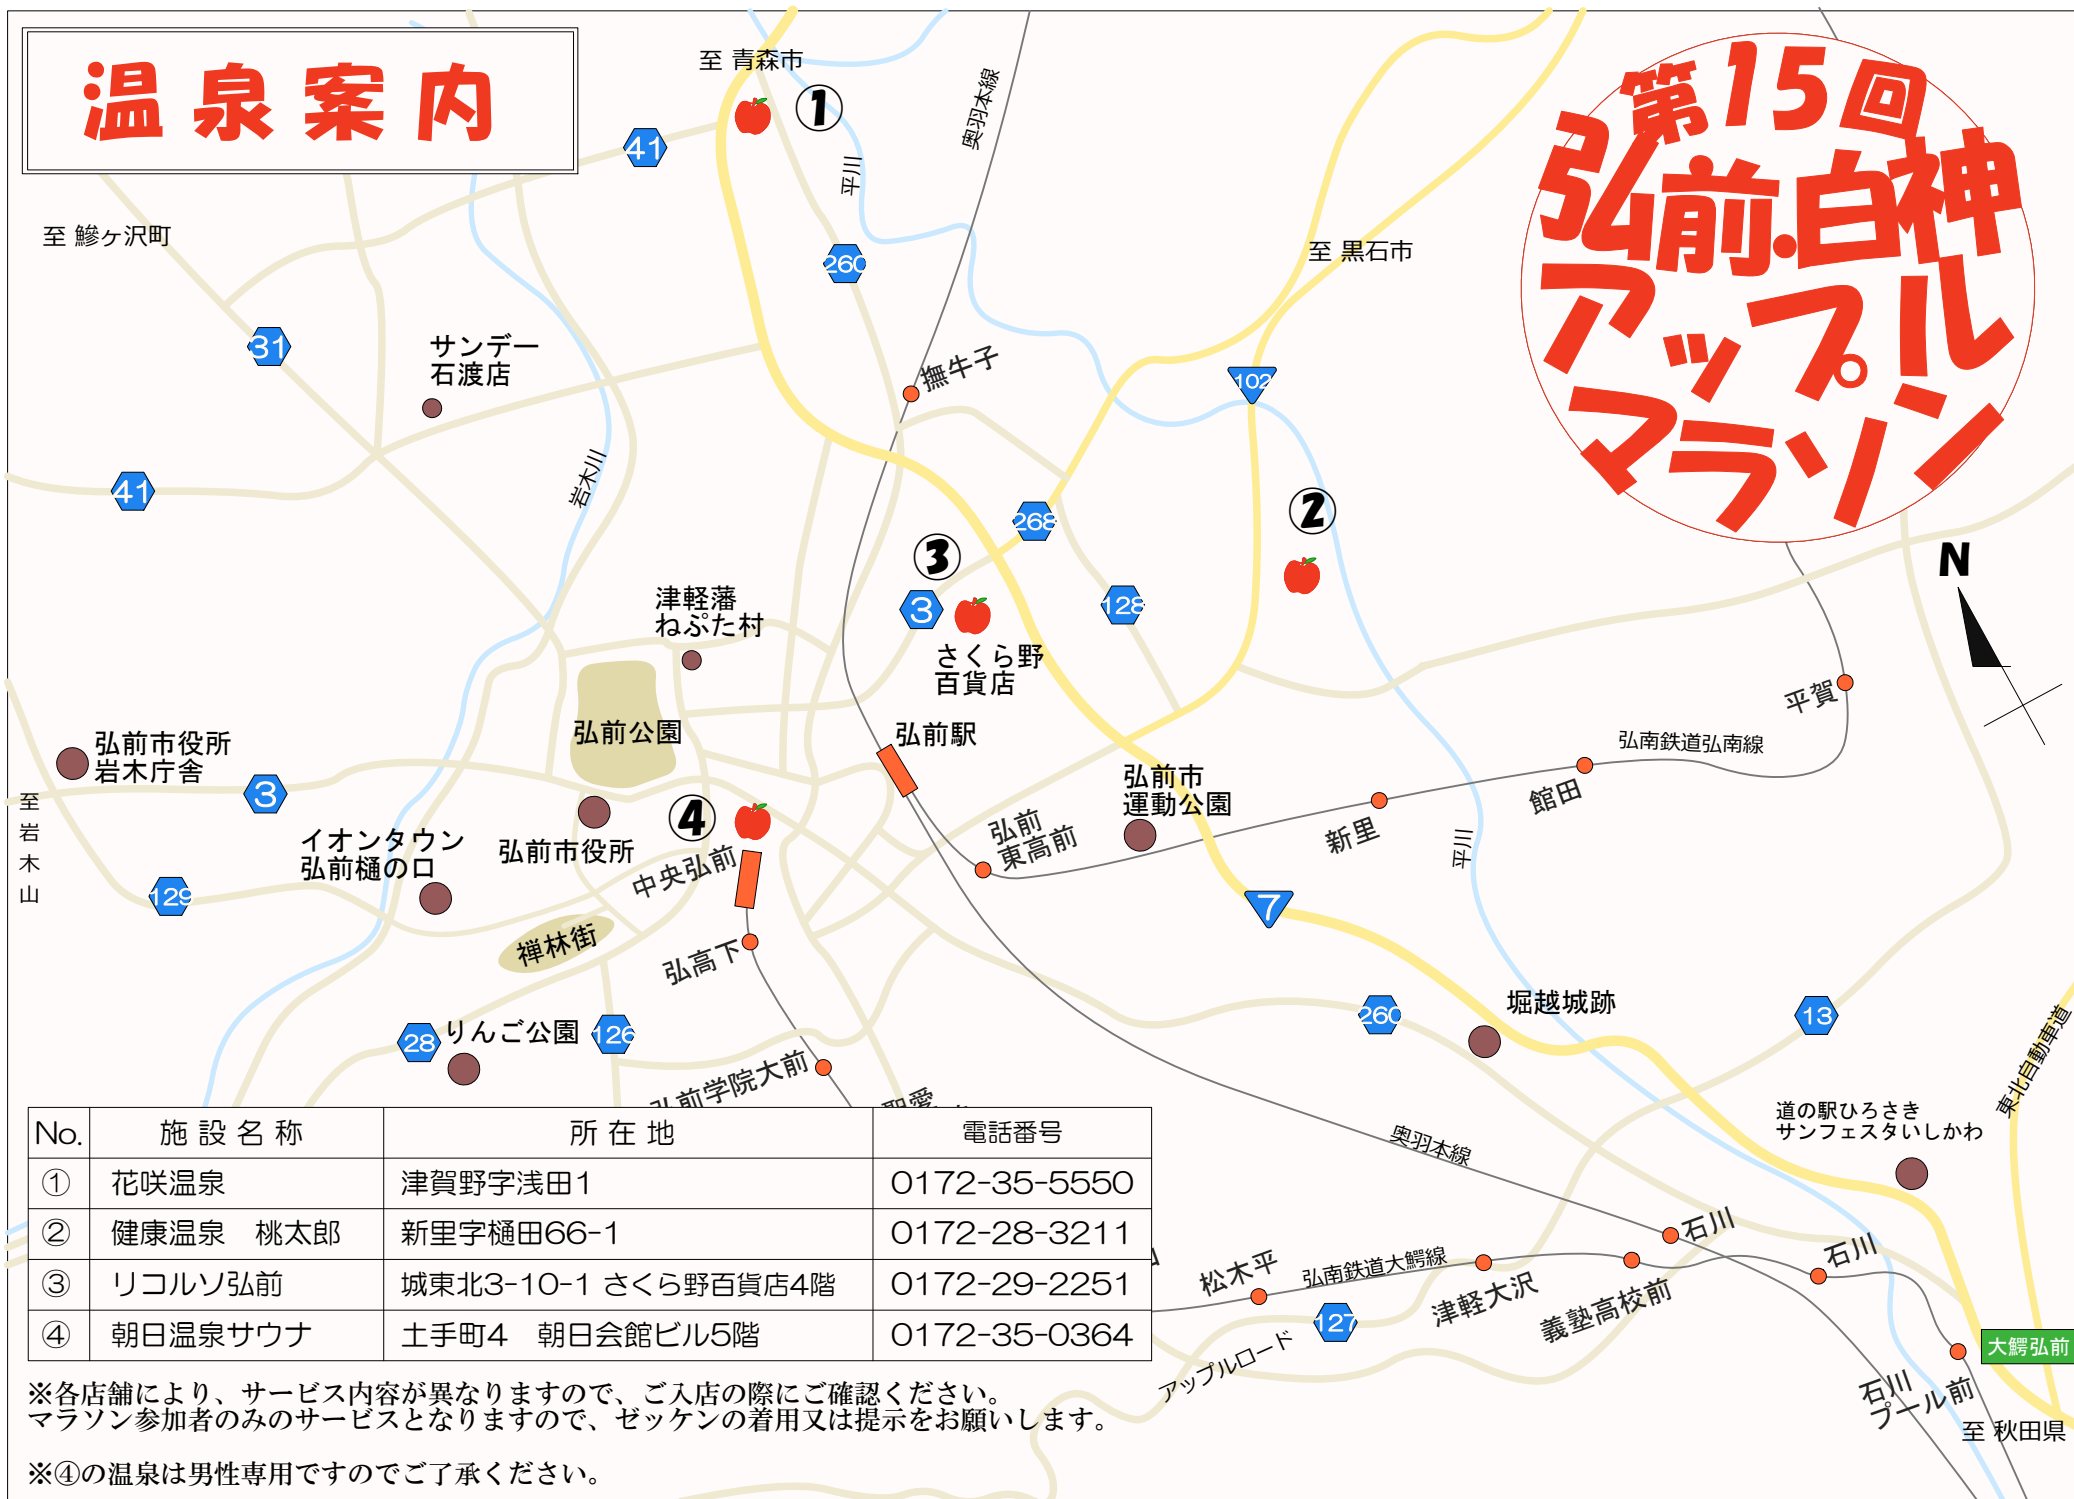 温泉案内
第15回
弘前・白神
アップル
マラソン
至 青森市
①
41
平川
奥羽本線
至 鰺ヶ沢町
260
至 黒石市
31
サンデー
石渡店
撫牛子
102
41
岩木川
268
②
③
3
128
N
津軽藩
ねぷた村
さくら野
百貨店
平賀
弘前公園
弘前駅
弘南鉄道弘南線
弘前市役所
岩木庁舎
3
弘前市
運動公園
館田
至岩木山
イオンタウン
弘前樋の口
弘前市役所
④
中央弘前
弘前
東高前
新里
平川
129
7
禅林街
弘高下
28
りんご公園
126
260
堀越城跡
13
東北自動車道
弘前学院大前
聖愛
道の駅ひろさき
サンフェスタいしかわ
奥羽本線
石川
石川
松木平
弘南鉄道大鰐線
津軽大沢
義塾高校前
127
アップルロード
大鰐弘前
石川
プール前
至 秋田県
No. 施設名称 所在地 電話番号
① 花咲温泉 津賀野字浅田1 0172-35-5550
② 健康温泉　桃太郎 新里字樋田66-1 0172-28-3211
③ リコルソ弘前 城東北3-10-1 さくら野百貨店4階 0172-29-2251
④ 朝日温泉サウナ 土手町4　朝日会館ビル5階 0172-35-0364
※各店舗により、サービス内容が異なりますので、ご入店の際にご確認ください。
マラソン参加者のみのサービスとなりますので、ゼッケンの着用又は提示をお願いします。
※④の温泉は男性専用ですのでご了承ください。